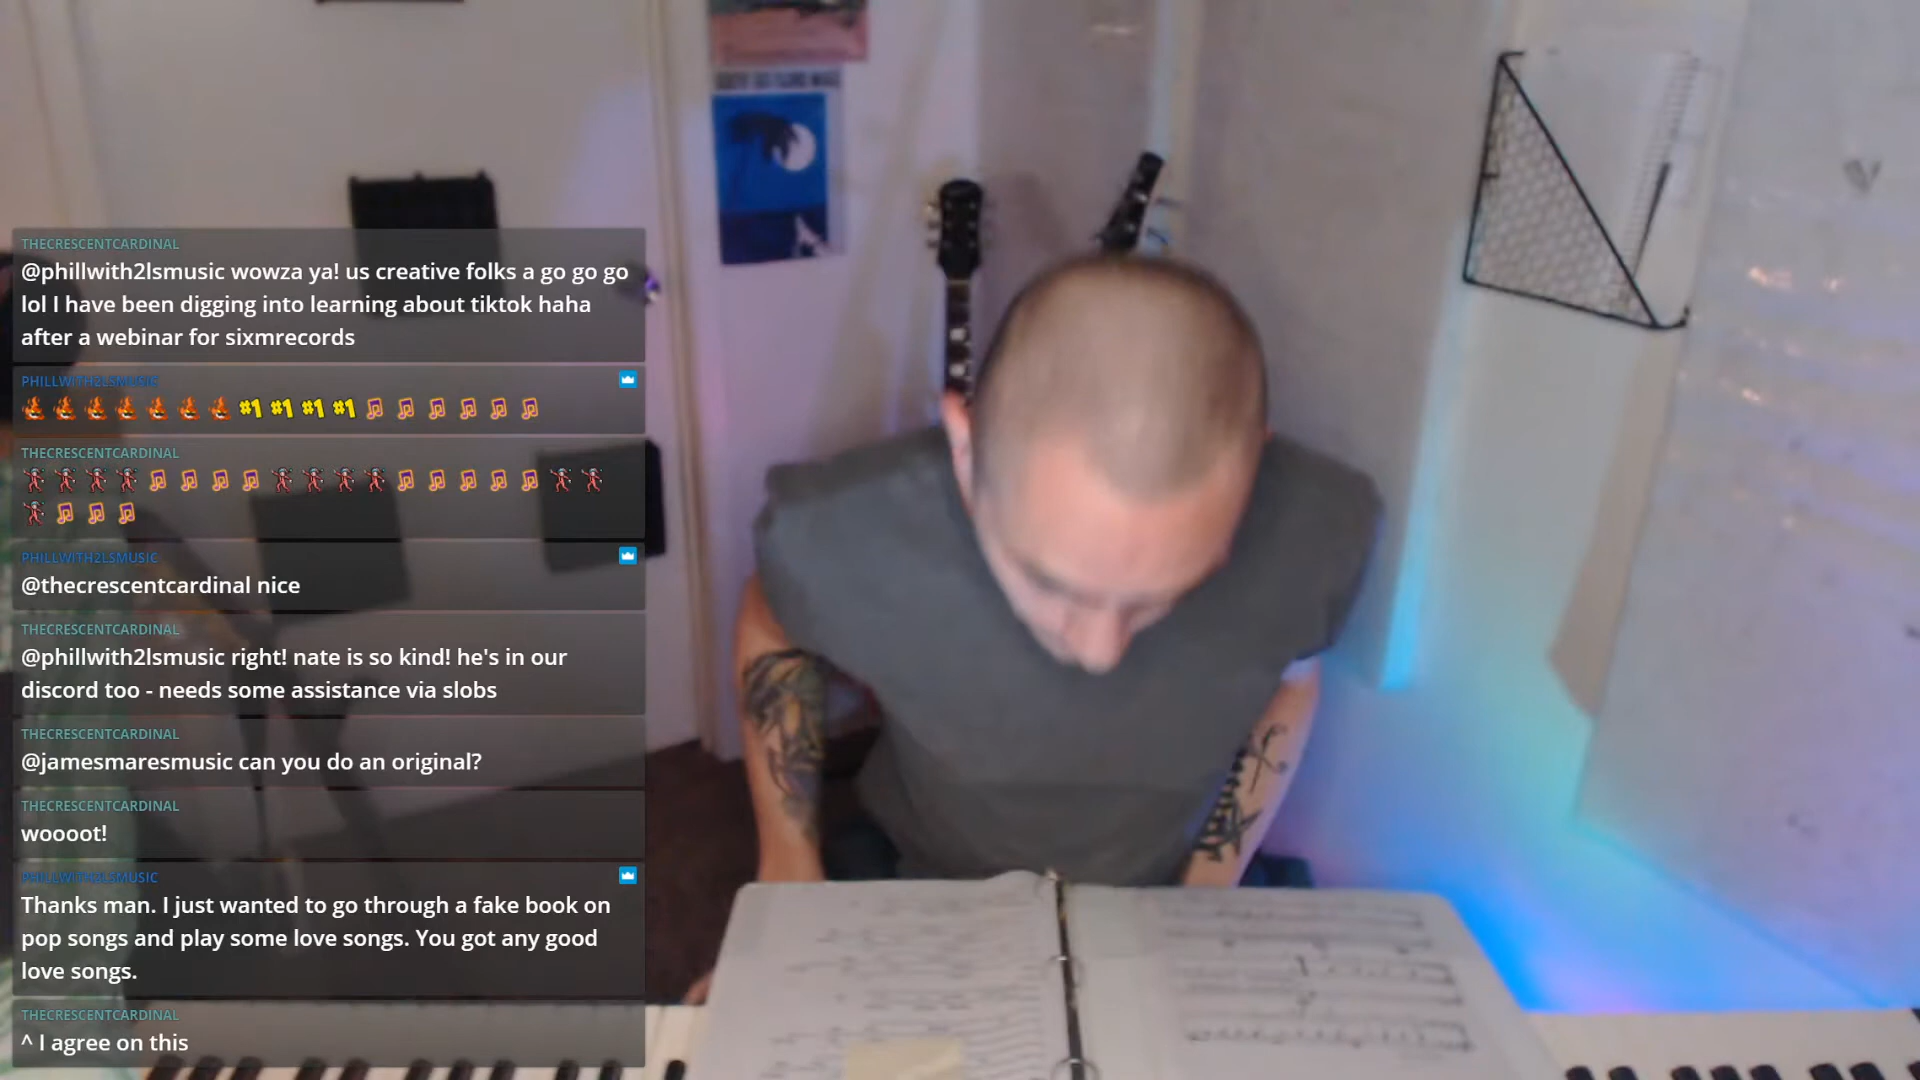 THECRESCENTCARDINAL
@phillwith2lsmusic wowza ya! us creative folks a go go go
lol I have been digging into learning about tiktok haha
after a webinar for sixmrecords
PHILLWITH2LSMUSIC
#1 #1 #1 #1
THECRESCENTCARDINAL
PHILLWITH2LSMUSIC
@thecrescentcardinal nice
THECRESCENTCARDINAL
@phillwith2lsmusic right! nate is so kind! he's in our
discord too - needs some assistance via slobs
THECRESCENTCARDINAL
@jamesmaresmusic can you do an original?
THECRESCENTCARDINAL
woooot!
PHILLWITH2LSMUSIC
Thanks man. I just wanted to go through a fake book on
pop songs and play some love songs. You got any good
love songs.
THECRESCENTCARDINAL
^ I agree on this